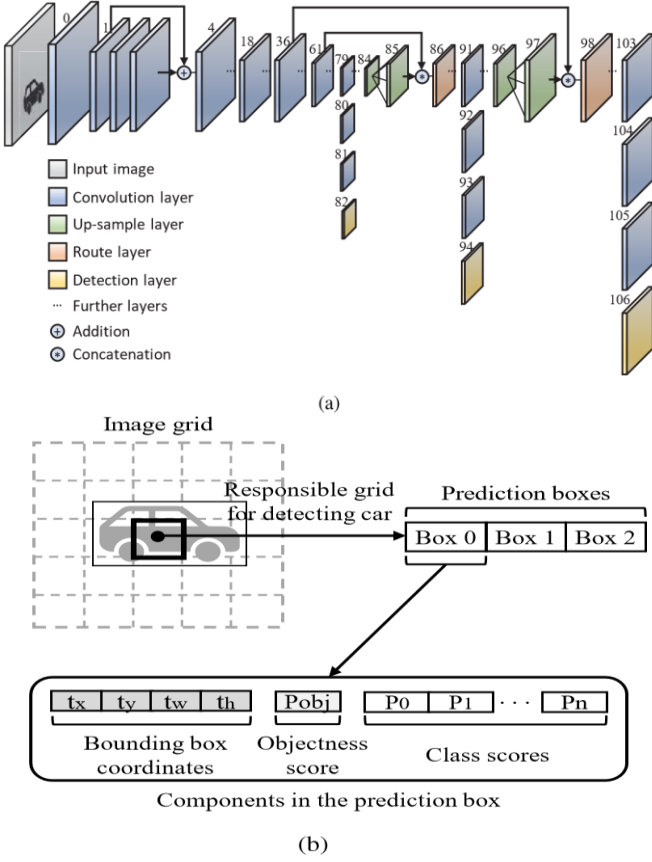 0 1 4 18 36 61 79 84 85 86 91 96 97 98 103
80 92 104
81 93 105
82 94 106
Input image
Convolution layer
Up-sample layer
Route layer
Detection layer
··· Further layers
+ Addition
* Concatenation
(a)
Image grid
Responsible grid
for detecting car
Prediction boxes
Box 0 Box 1 Box 2
tx ty tw th Pobj P0 P1 · · · Pn
Bounding box
coordinates
Objectness
score
Class scores
Components in the prediction box
(b)